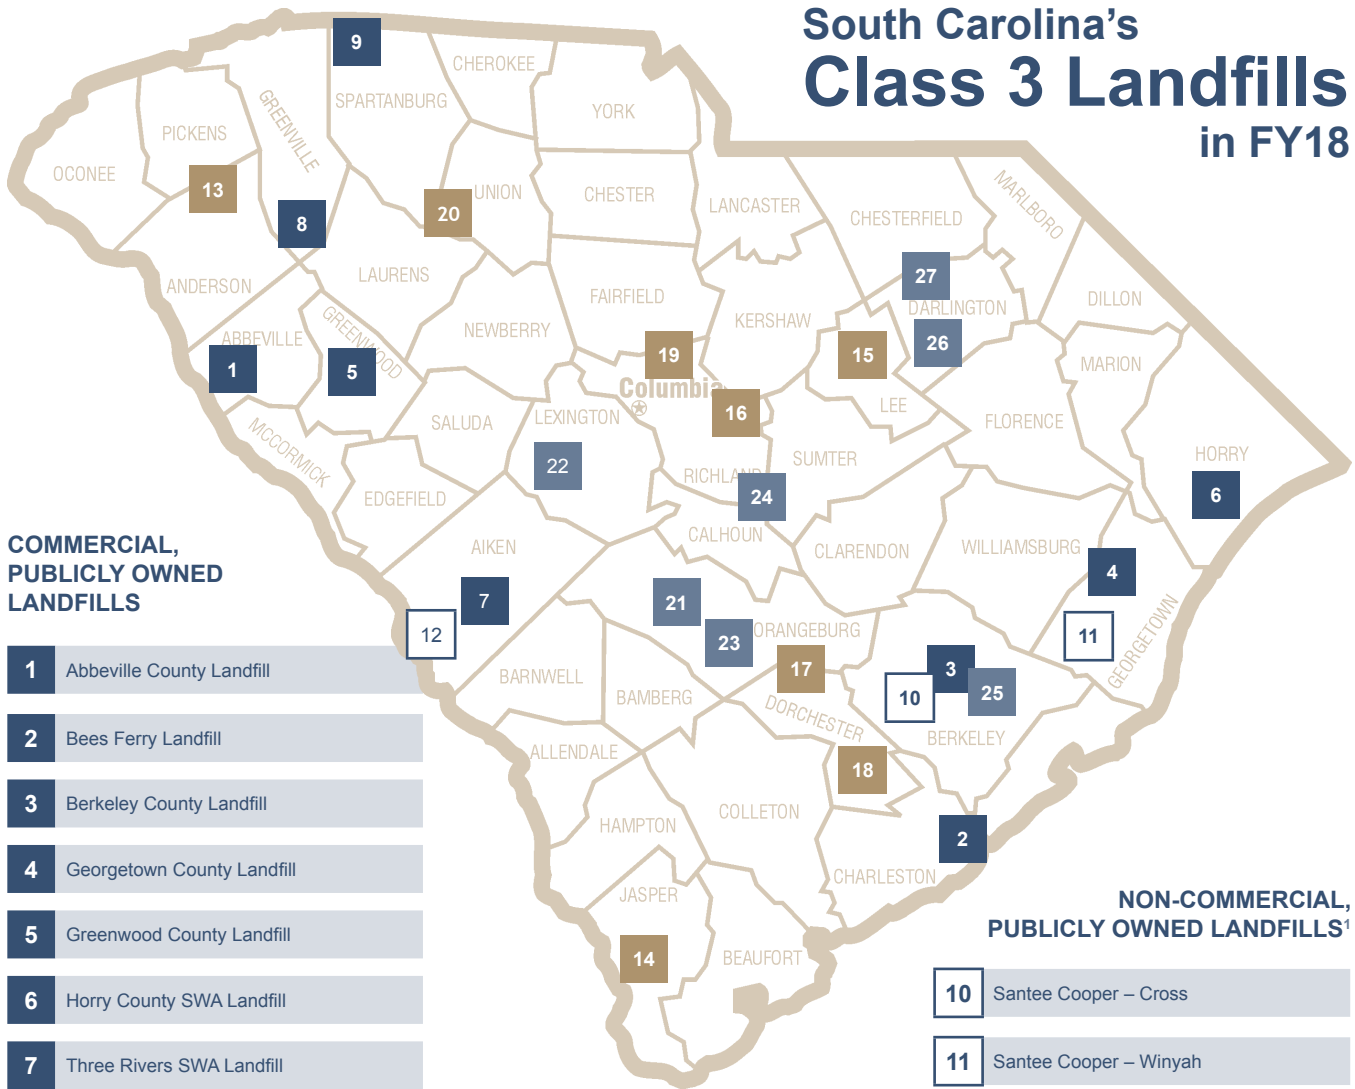 South Carolina's
Class 3 Landfills
in FY18
9
CHEROKEE
SPARTANBURG
YORK
GREENVILLE
PICKENS
OCONEE
13
20
UNION
CHESTER
LANCASTER
CHESTERFIELD
MARLBORO
8
ANDERSON
LAURENS
FAIRFIELD
27
DARLINGTON
DILLON
ABBEVILLE
GREENWOOD
NEWBERRY
KERSHAW
26
1
5
19
15
MARION
Columbia
16
LEE
SALUDA
LEXINGTON
FLORENCE
MCCORMICK
22
RICHLAND
SUMTER
HORRY
EDGEFIELD
24
6
AIKEN
CALHOUN
CLARENDON
WILLIAMSBURG
4
7
21
12
23
ORANGEBURG
11
GEORGETOWN
BARNWELL
BAMBERG
17
3
10
25
DORCHESTER
BERKELEY
ALLENDALE
18
HAMPTON
COLLETON
2
JASPER
CHARLESTON
14
BEAUFORT
COMMERCIAL,
PUBLICLY OWNED
LANDFILLS
1 Abbeville County Landfill
2 Bees Ferry Landfill
3 Berkeley County Landfill
4 Georgetown County Landfill
5 Greenwood County Landfill
6 Horry County SWA Landfill
7 Three Rivers SWA Landfill
NON-COMMERCIAL,
PUBLICLY OWNED LANDFILLS¹
10 Santee Cooper – Cross
11 Santee Cooper – Winyah